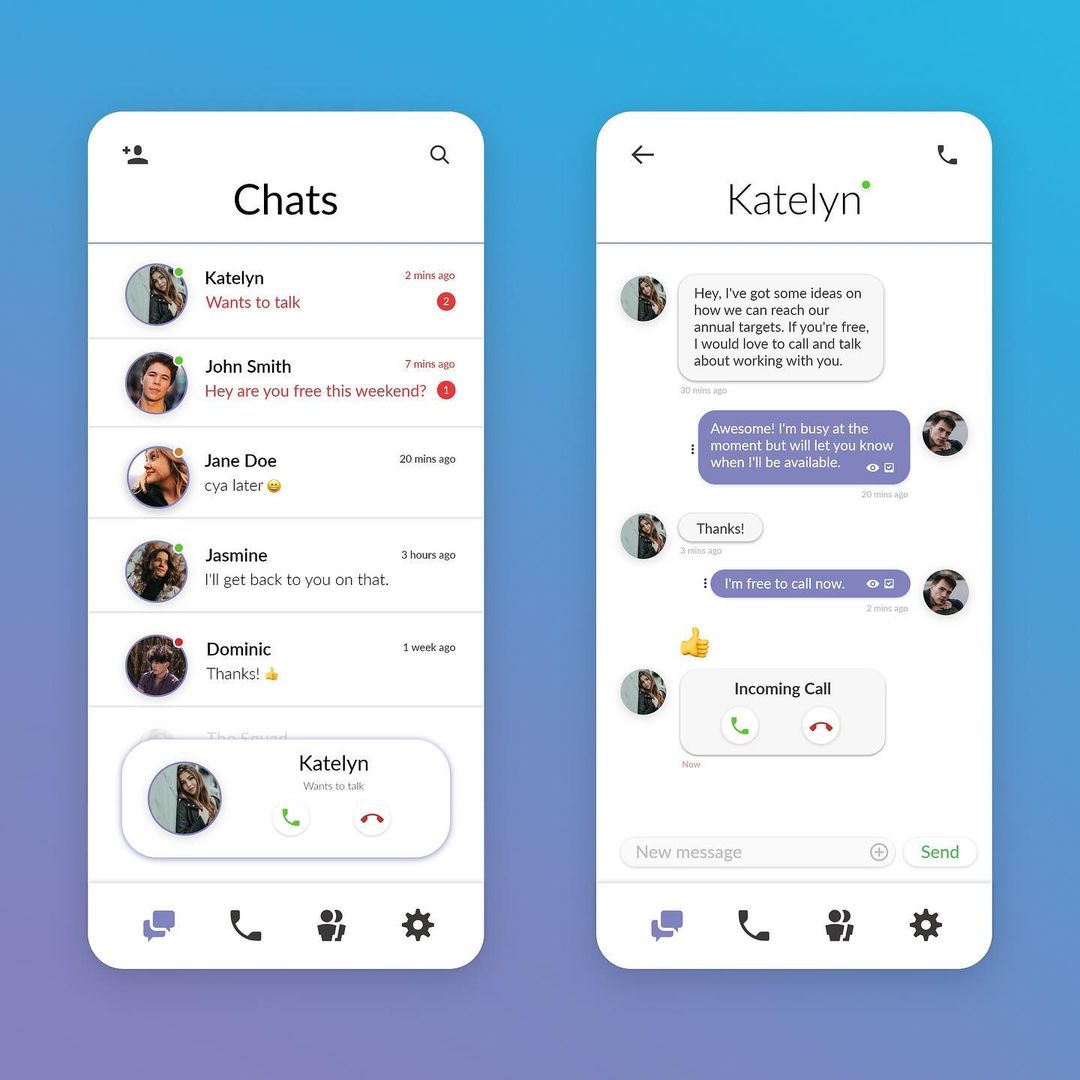 Chats
Katelyn
2 mins ago
Wants to talk
2
John Smith
7 mins ago
Hey are you free this weekend?
1
Jane Doe
20 mins ago
cya later 😄
Jasmine
3 hours ago
I'll get back to you on that.
Dominic
1 week ago
Thanks! 👍
The Squad
Katelyn
Wants to talk
Katelyn
Hey, I've got some ideas on
how we can reach our
annual targets. If you're free,
I would love to call and talk
about working with you.
30 mins ago
Awesome! I'm busy at the
moment but will let you know
when I'll be available.
20 mins ago
Thanks!
3 mins ago
I'm free to call now.
2 mins ago
👍
Incoming Call
Now
New message
Send